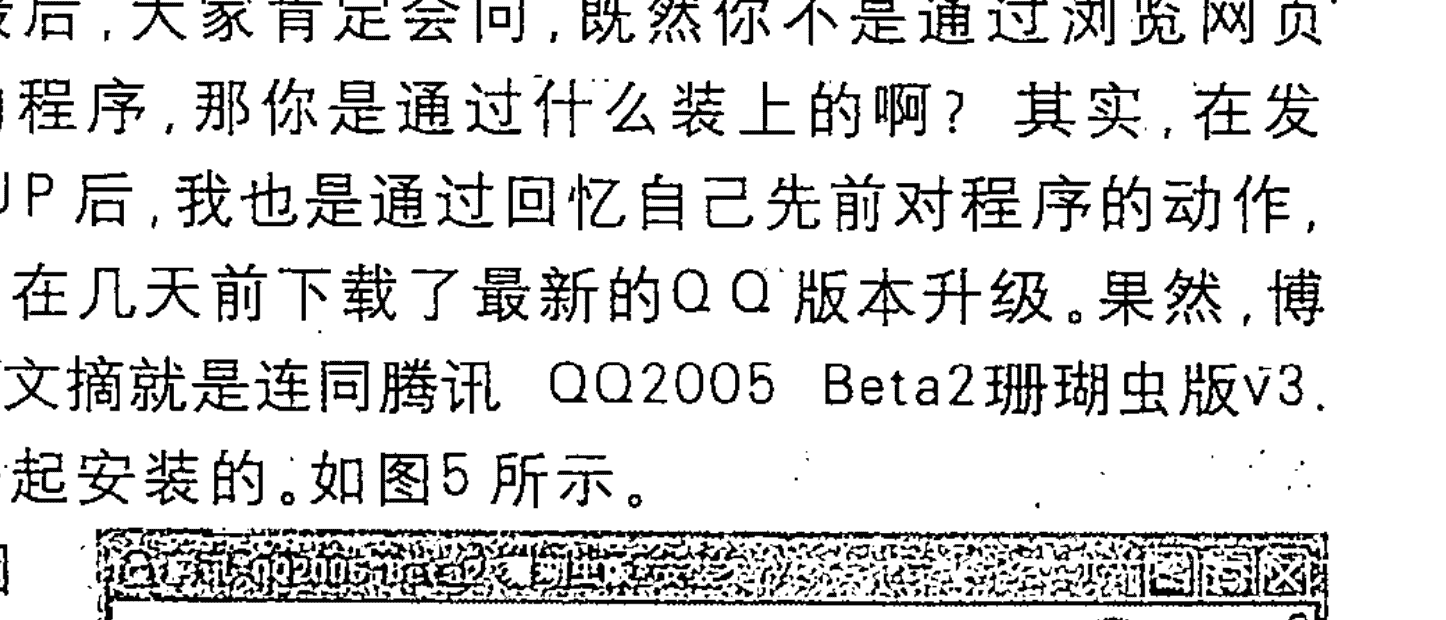 后,大家肯定会问,既然你不是通过浏览网页
程序,那你是通过什么装上的啊? 其实,在发
UP后,我也是通过回忆自己先前对程序的动作,
在几天前下载了最新的QQ版本升级。果然,博
文摘就是连同腾讯 QQ2005 Beta2珊瑚虫版v3.
起安装的。如图5所示。